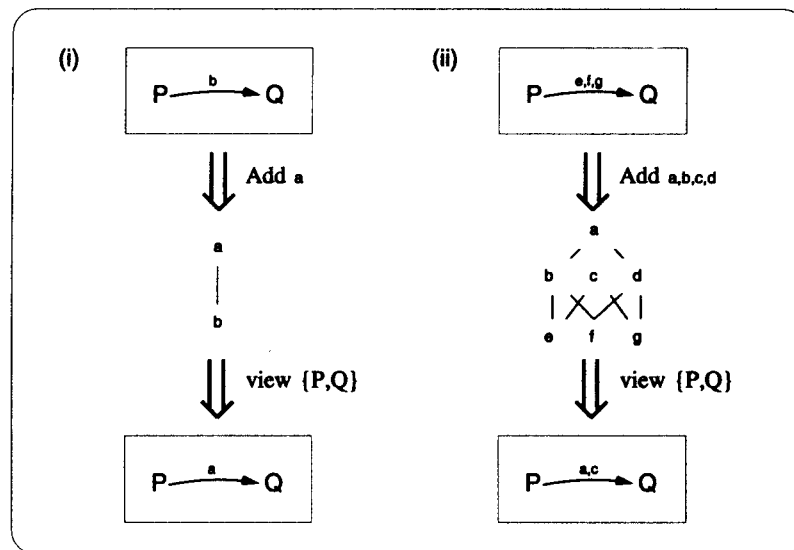 (i)
b
P Q
Add a
a
b
view {P,Q}
a
P Q
(ii)
e,f,g
P Q
Add a,b,c,d
a
b c d
e f g
view {P,Q}
a,c
P Q